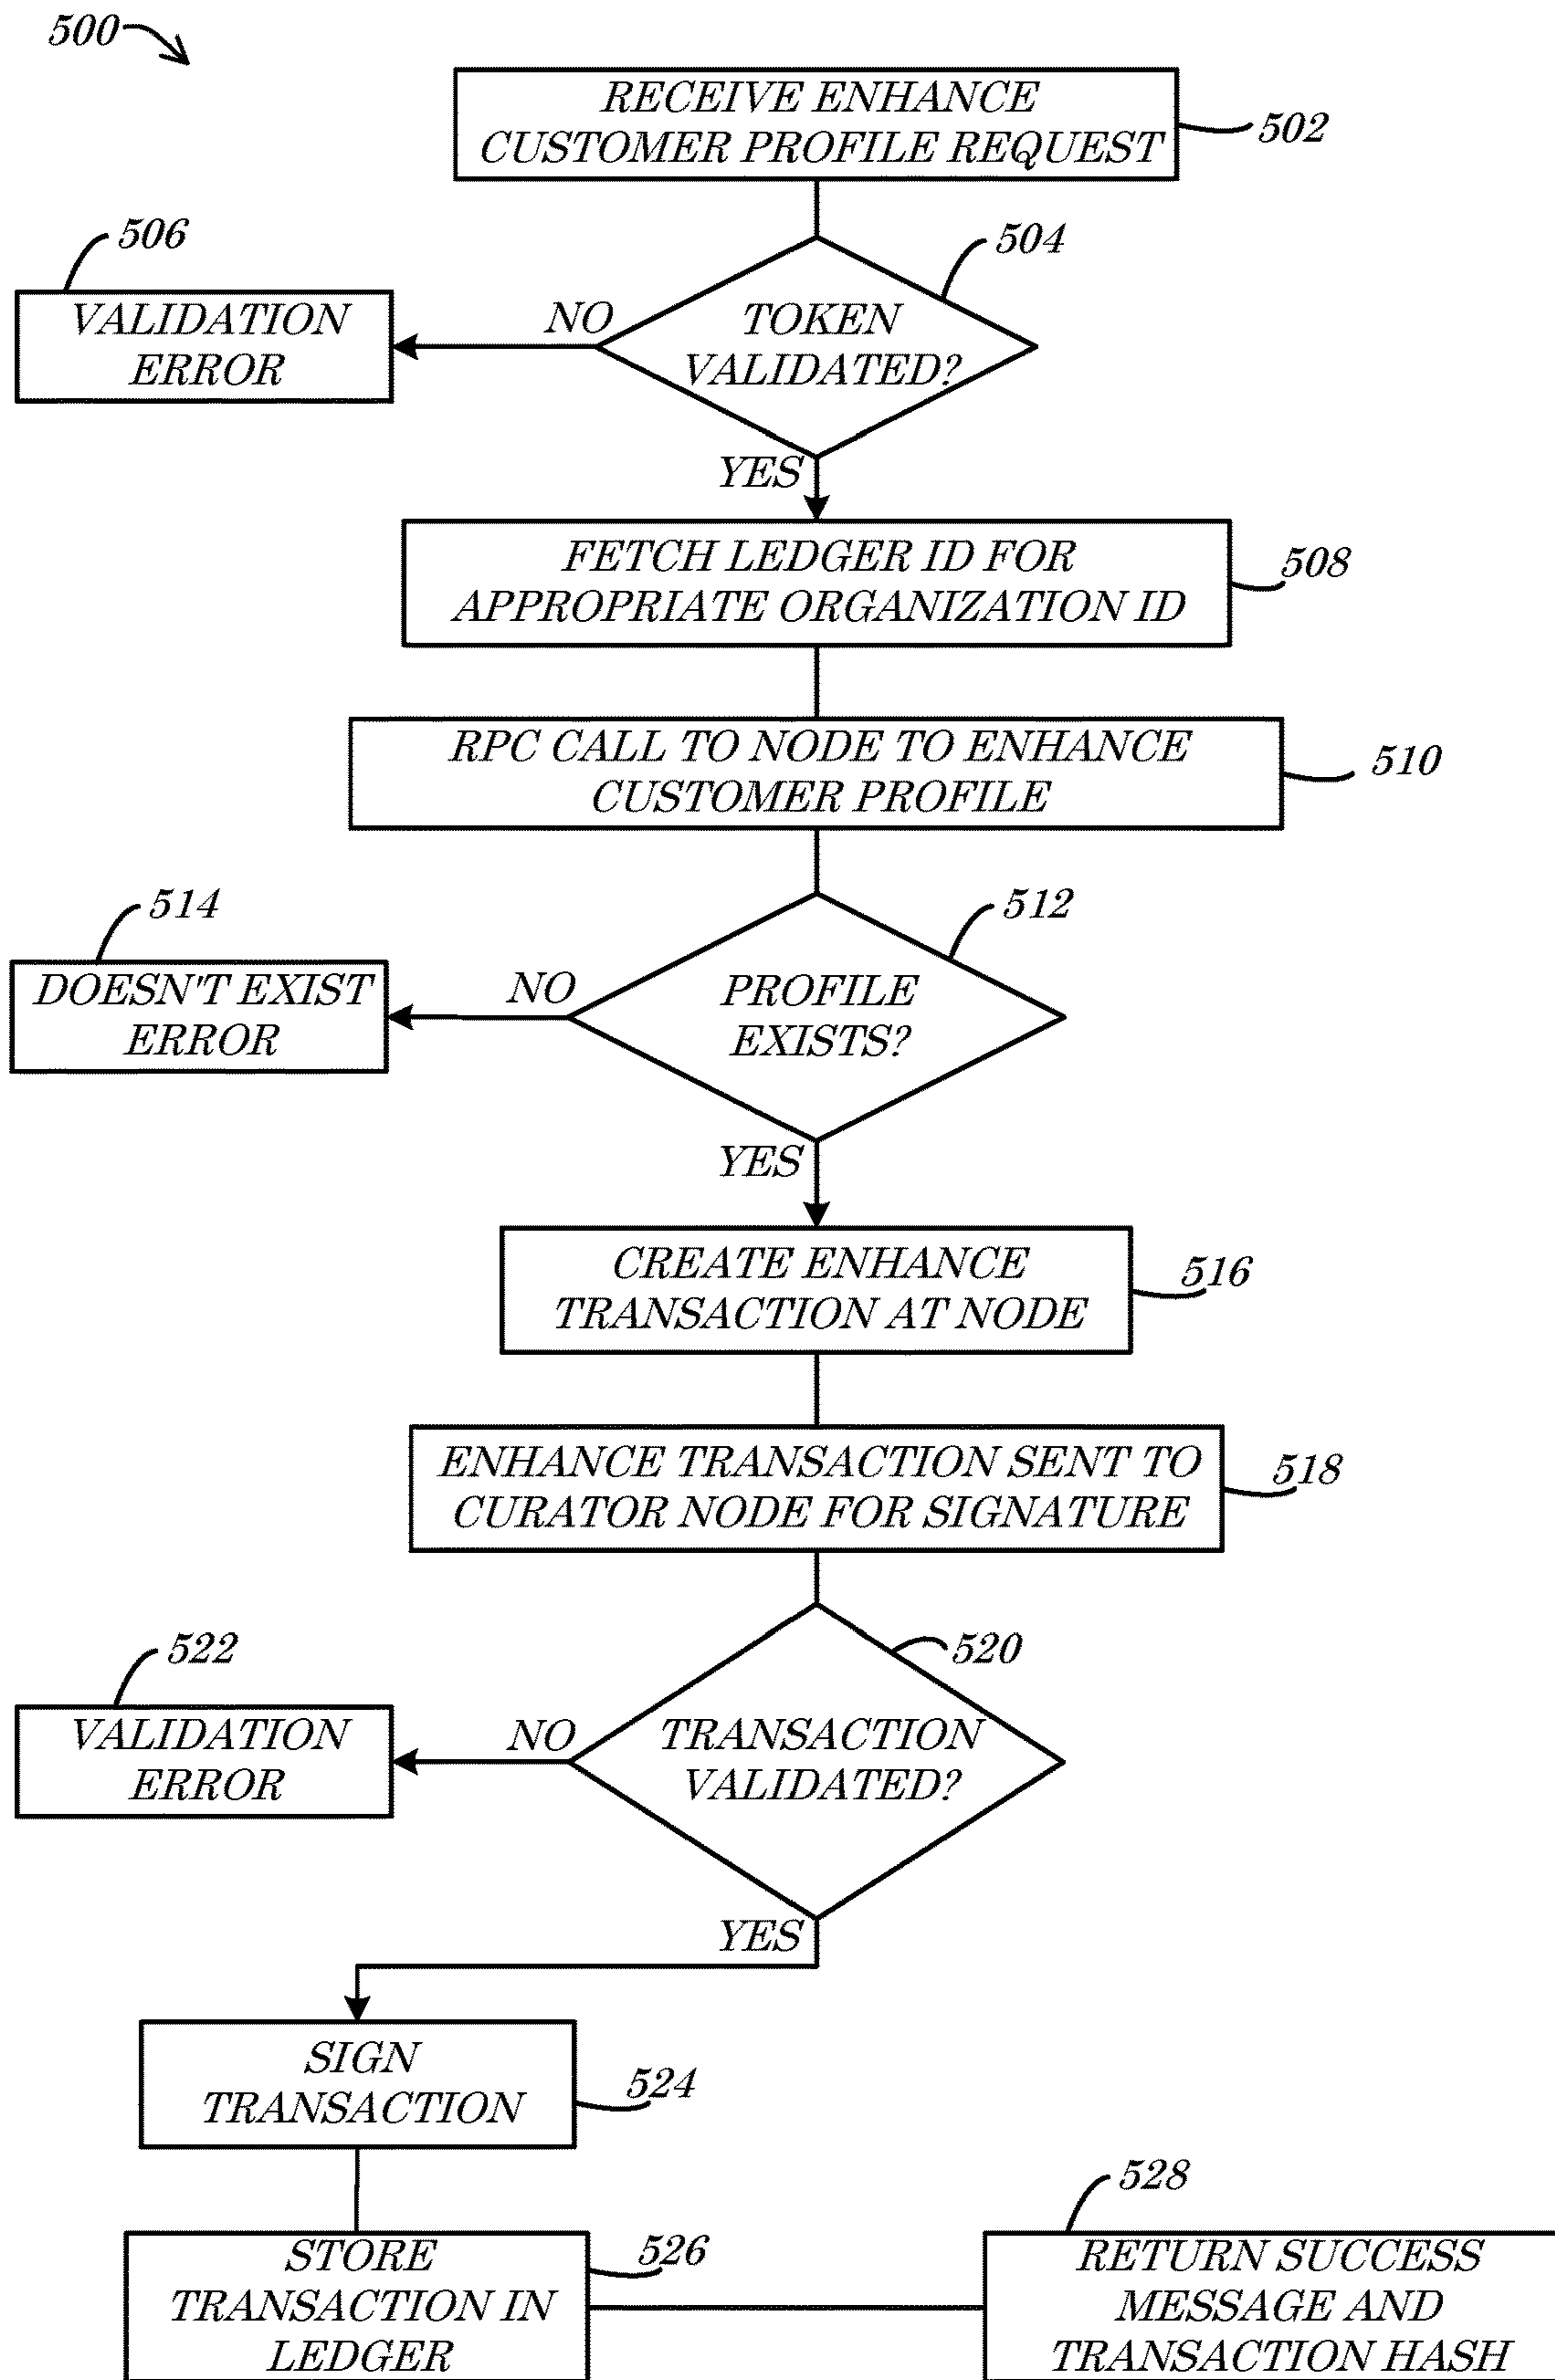 500
RECEIVE ENHANCE
CUSTOMER PROFILE REQUEST
502
506
504
VALIDATION
ERROR
NO
TOKEN
VALIDATED?
YES
FETCH LEDGER ID FOR
APPROPRIATE ORGANIZATION ID
508
RPC CALL TO NODE TO ENHANCE
CUSTOMER PROFILE
510
514
512
DOESN'T EXIST
ERROR
NO
PROFILE
EXISTS?
YES
CREATE ENHANCE
TRANSACTION AT NODE
516
ENHANCE TRANSACTION SENT TO
CURATOR NODE FOR SIGNATURE
518
522
520
VALIDATION
ERROR
NO
TRANSACTION
VALIDATED?
YES
SIGN
TRANSACTION
524
528
STORE
TRANSACTION IN
LEDGER
526
RETURN SUCCESS
MESSAGE AND
TRANSACTION HASH